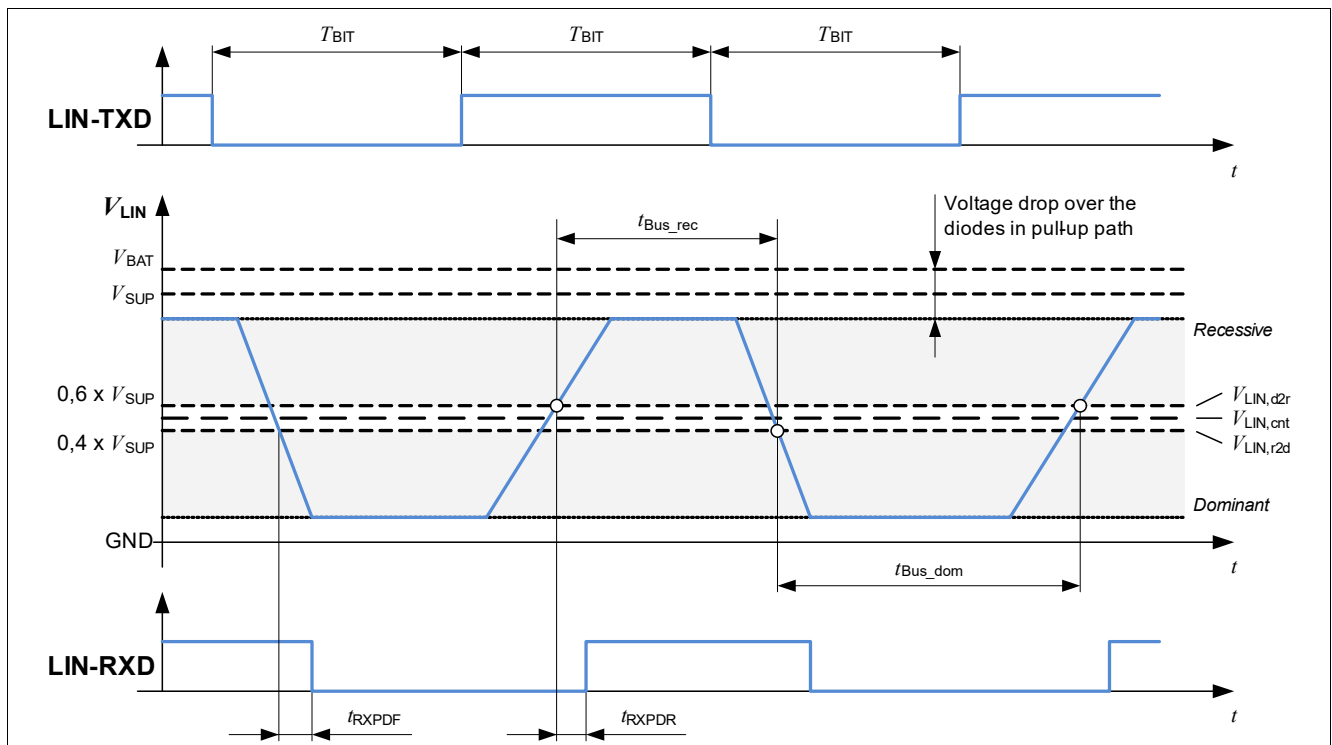 TBIT TBIT TBIT
LIN-TXD
t
VLIN
Voltage drop over the
diodes in pull-up path
tBus_rec
VBAT
VSUP
Recessive
0,6 x VSUP
VLIN,d2r
VLIN,cnt
0,4 x VSUP
VLIN,r2d
Dominant
GND
tBus_dom
t
LIN-RXD
tRXPDF
tRXPDR
t